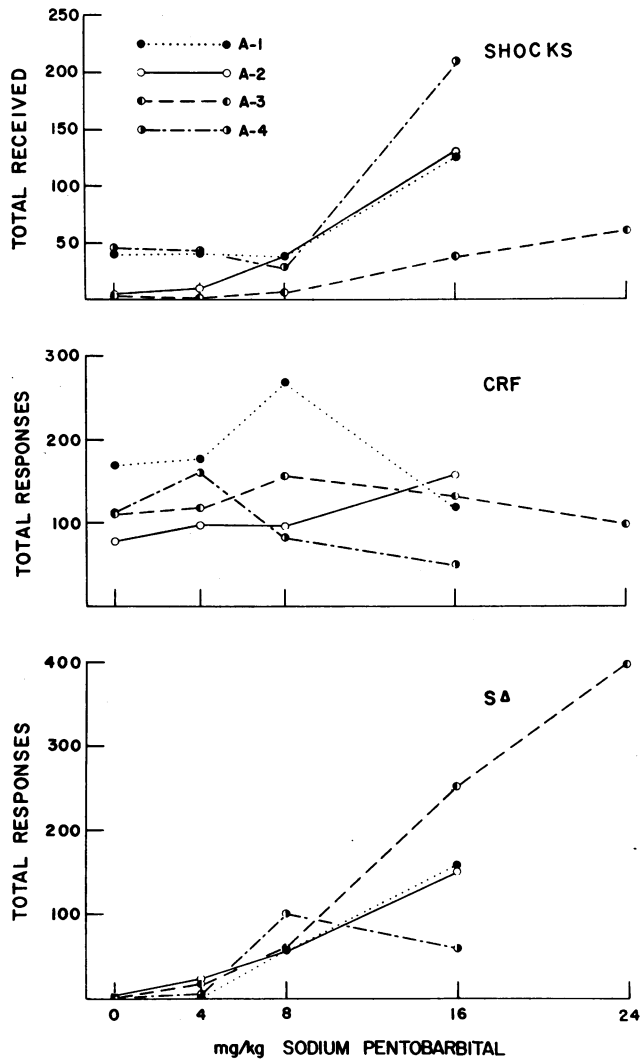 250
200
150
100
50
TOTAL RECEIVED
A-1
A-2
A-3
A-4
SHOCKS
300
200
100
TOTAL RESPONSES
CRF
400
300
200
100
TOTAL RESPONSES
S Δ
0 4 8 16 24
mg/kg SODIUM PENTOBARBITAL